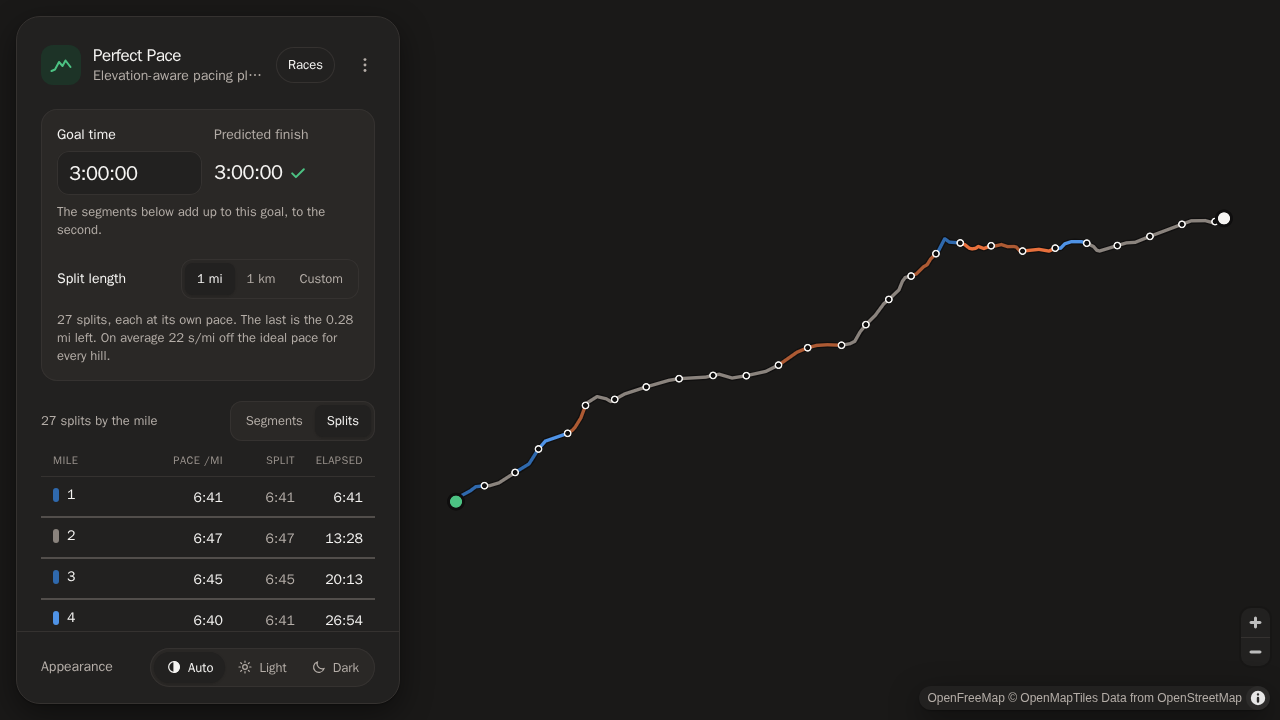 Perfect Pace
Elevation-aware pacing pl···
Races
Goal time
Predicted finish
3:00:00
3:00:00
The segments below add up to this goal, to the
second.
Split length
1 mi
1 km
Custom
27 splits, each at its own pace. The last is the 0.28
mi left. On average 22 s/mi off the ideal pace for
every hill.
27 splits by the mile
Segments
Splits
MILE PACE /MI SPLIT ELAPSED
1 6:41 6:41 6:41
2 6:47 6:47 13:28
3 6:45 6:45 20:13
4 6:40 6:41 26:54
Appearance
Auto
Light
Dark
OpenFreeMap © OpenMapTiles Data from OpenStreetMap